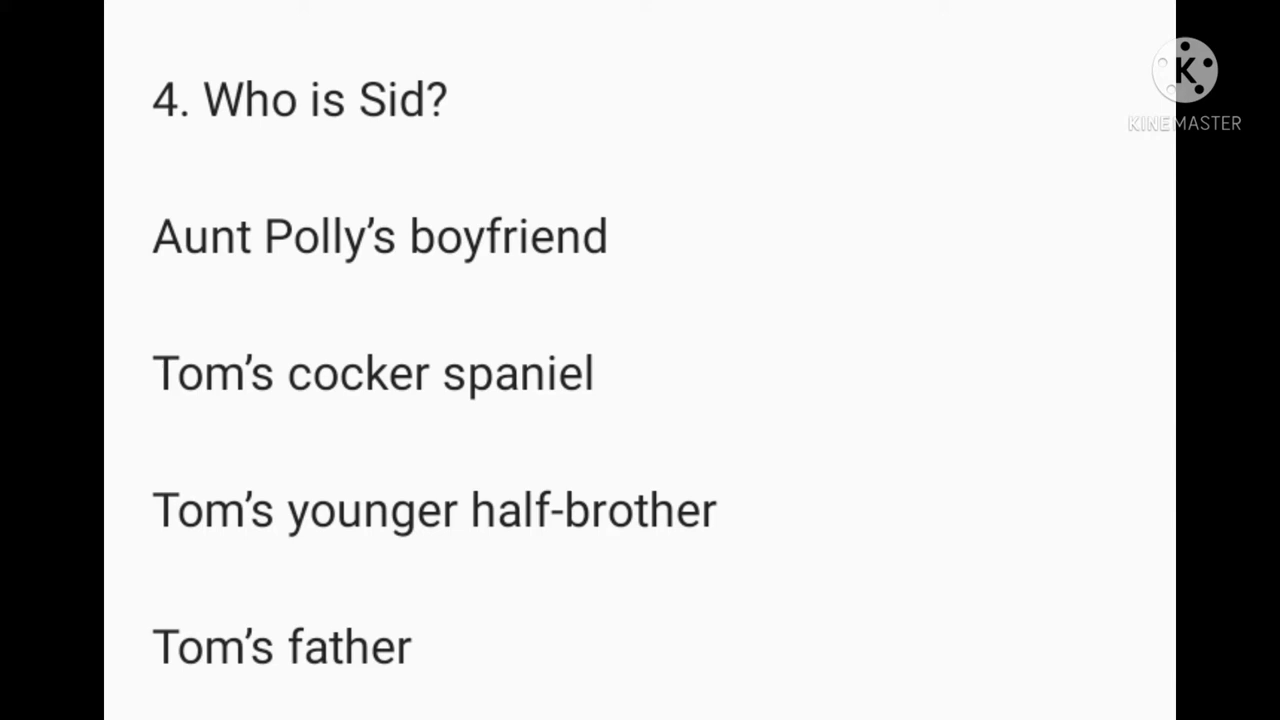 4. Who is Sid?
KINEMASTER
Aunt Polly’s boyfriend
Tom’s cocker spaniel
Tom’s younger half-brother
Tom’s father